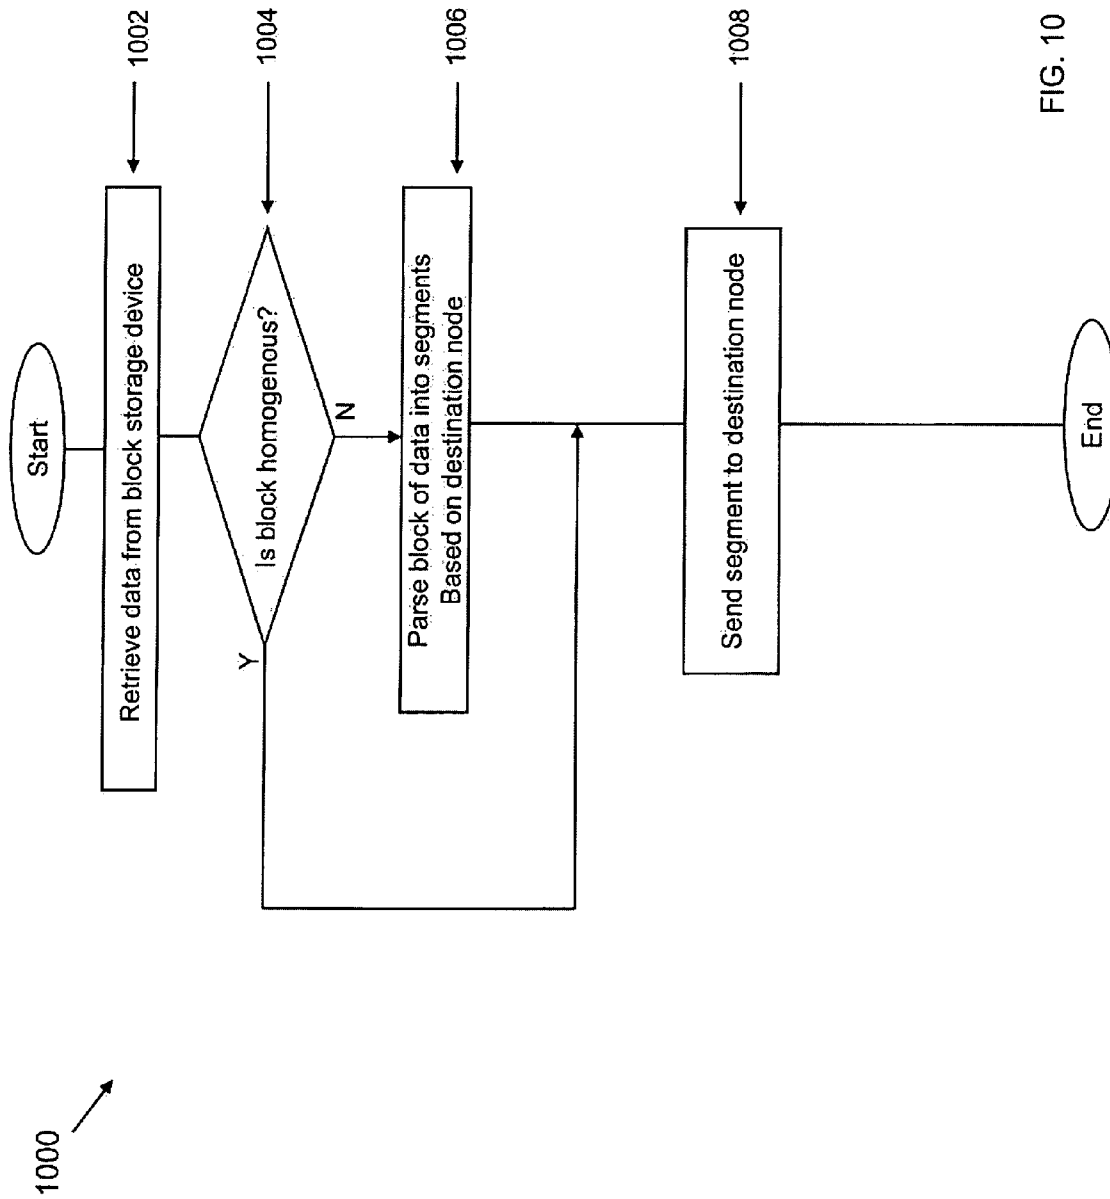 1000
Start
Retrieve data from block storage device
1002
Is block homogenous?
1004
Y
N
Parse block of data into segments
Based on destination node
1006
Send segment to destination node
1008
End
FIG. 10